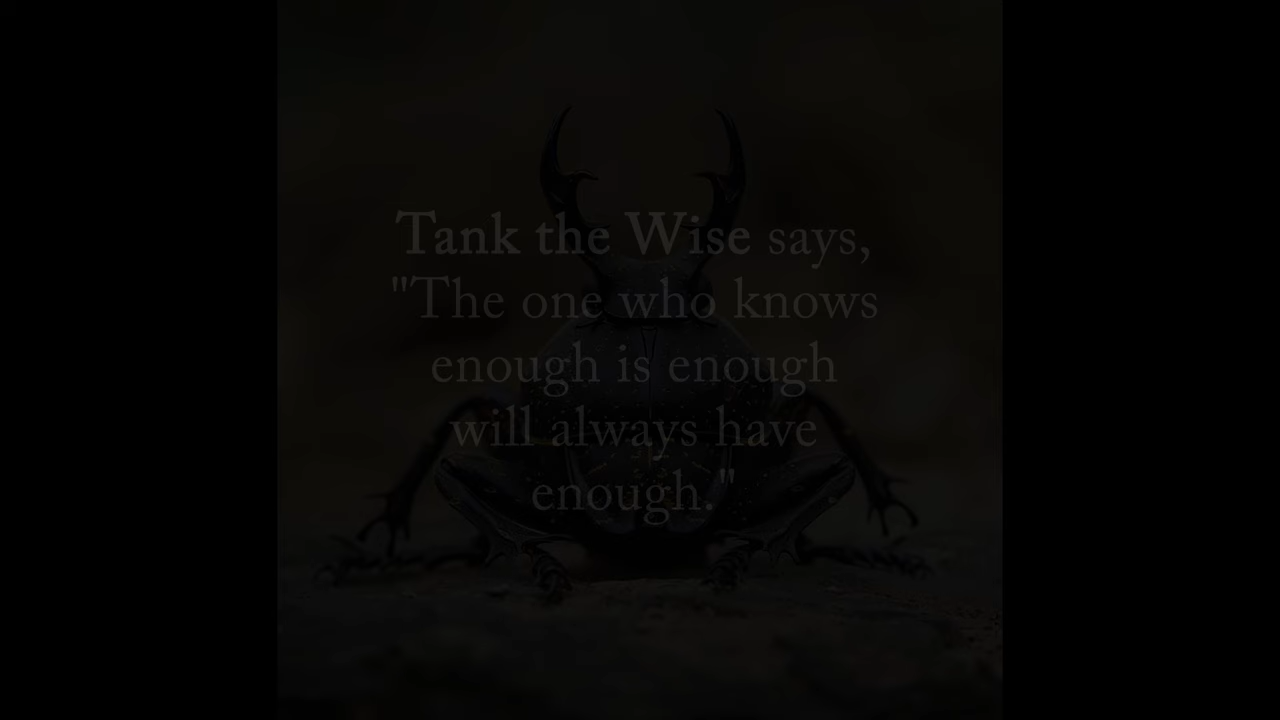 Tank the Wise says,
"The one who knows
enough is enough
will always have
enough."